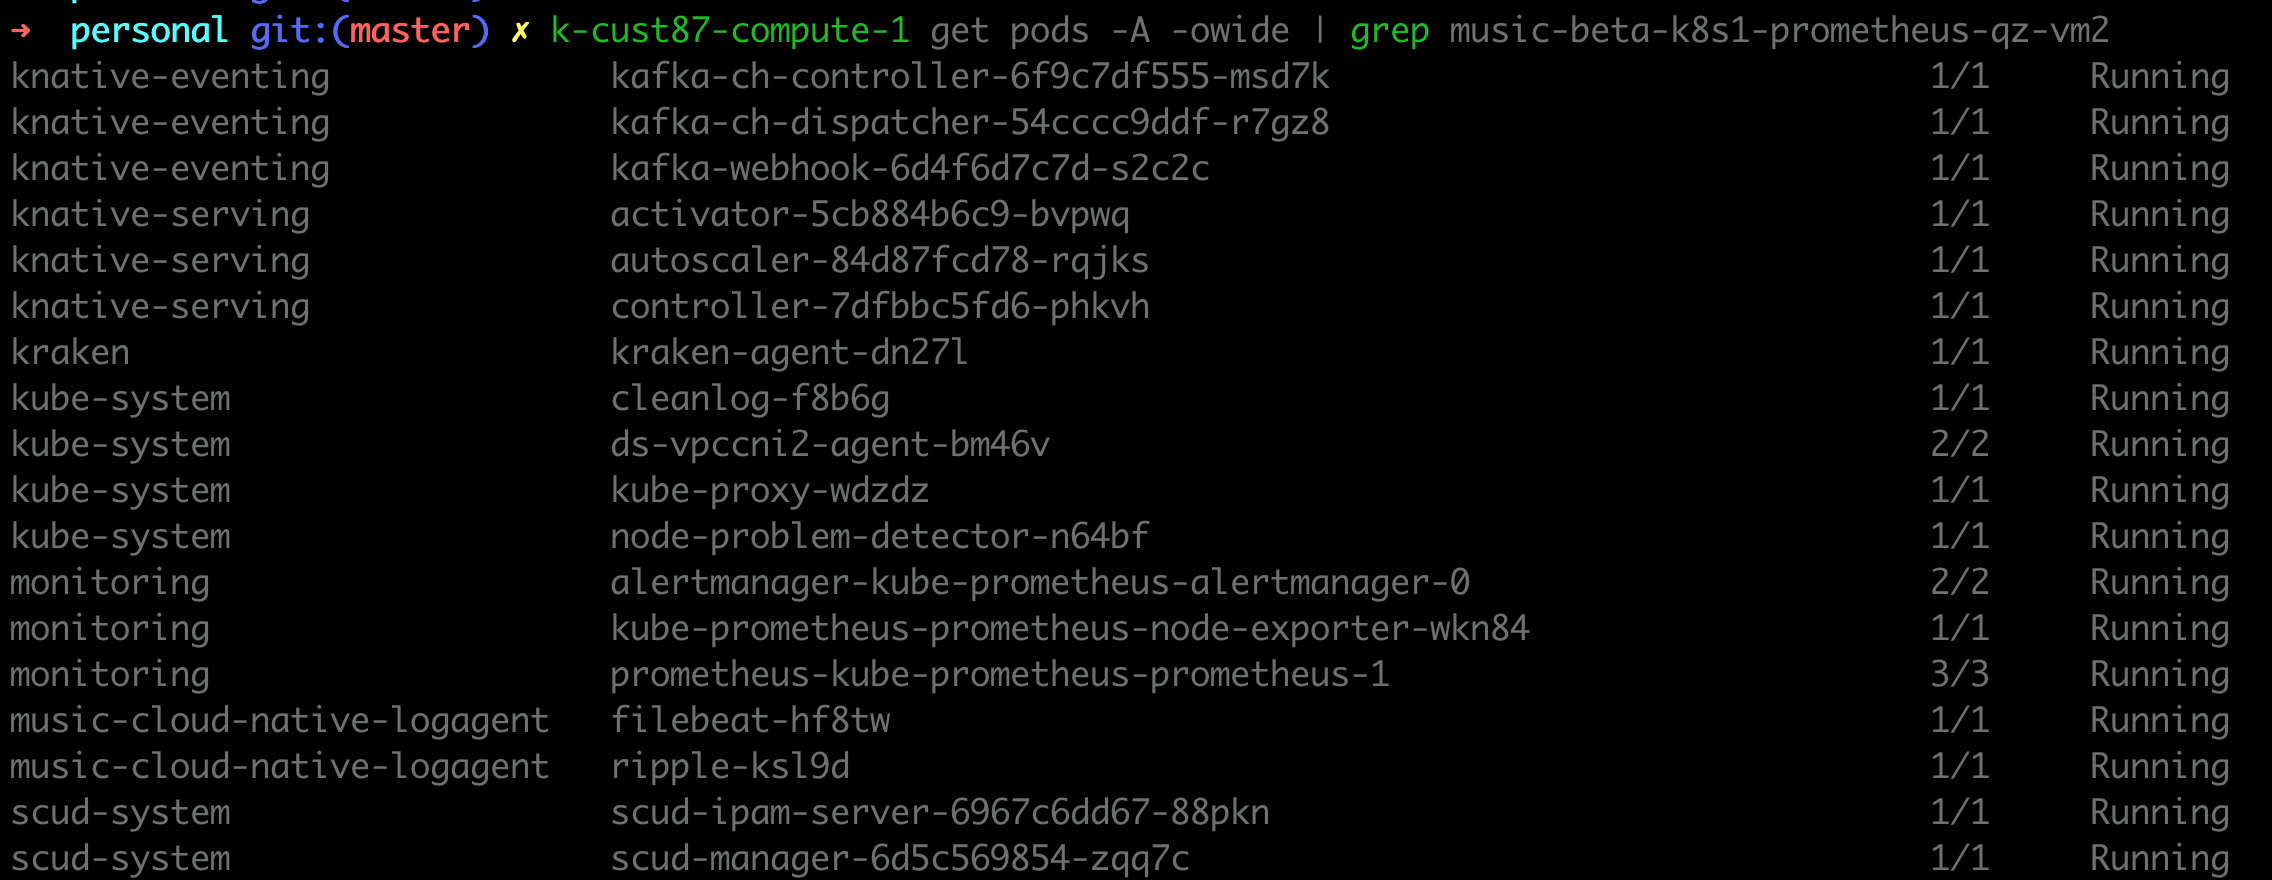 ➜  personal git:(master) ✗ k-cust87-compute-1 get pods -A -owide | grep music-beta-k8s1-prometheus-qz-vm2
knative-eventing kafka-ch-controller-6f9c7df555-msd7k 1/1 Running
knative-eventing kafka-ch-dispatcher-54cccc9ddf-r7gz8 1/1 Running
knative-eventing kafka-webhook-6d4f6d7c7d-s2c2c 1/1 Running
knative-serving activator-5cb884b6c9-bvpwq 1/1 Running
knative-serving autoscaler-84d87fcd78-rqjks 1/1 Running
knative-serving controller-7dfbbc5fd6-phkvh 1/1 Running
kraken kraken-agent-dn27l 1/1 Running
kube-system cleanlog-f8b6g 1/1 Running
kube-system ds-vpccni2-agent-bm46v 2/2 Running
kube-system kube-proxy-wdzdz 1/1 Running
kube-system node-problem-detector-n64bf 1/1 Running
monitoring alertmanager-kube-prometheus-alertmanager-0 2/2 Running
monitoring kube-prometheus-prometheus-node-exporter-wkn84 1/1 Running
monitoring prometheus-kube-prometheus-prometheus-1 3/3 Running
music-cloud-native-logagent filebeat-hf8tw 1/1 Running
music-cloud-native-logagent ripple-ksl9d 1/1 Running
scud-system scud-ipam-server-6967c6dd67-88pkn 1/1 Running
scud-system scud-manager-6d5c569854-zqq7c 1/1 Running